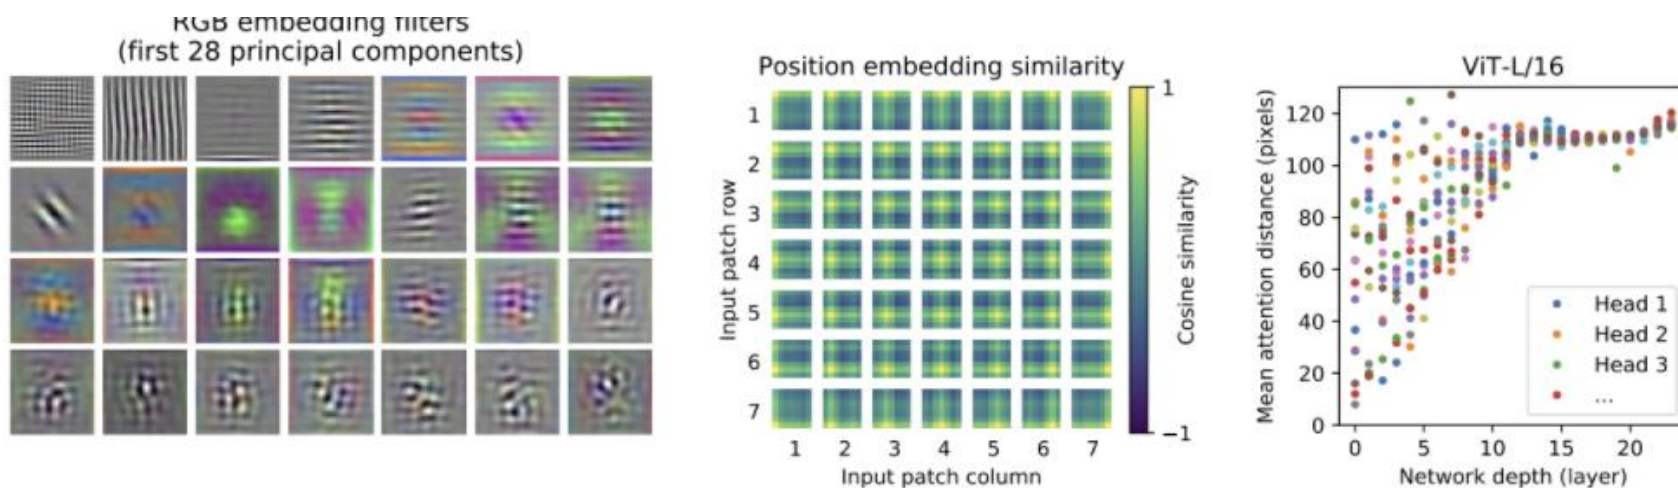 RGB embedding filters
(first 28 principal components)
Position embedding similarity
Input patch row
1
2
3
4
5
6
7
1 2 3 4 5 6 7
Input patch column
1
Cosine similarity
−1
ViT-L/16
Mean attention distance (pixels)
120
100
80
60
40
20
0
Head 1
Head 2
Head 3
...
0 5 10 15 20
Network depth (layer)